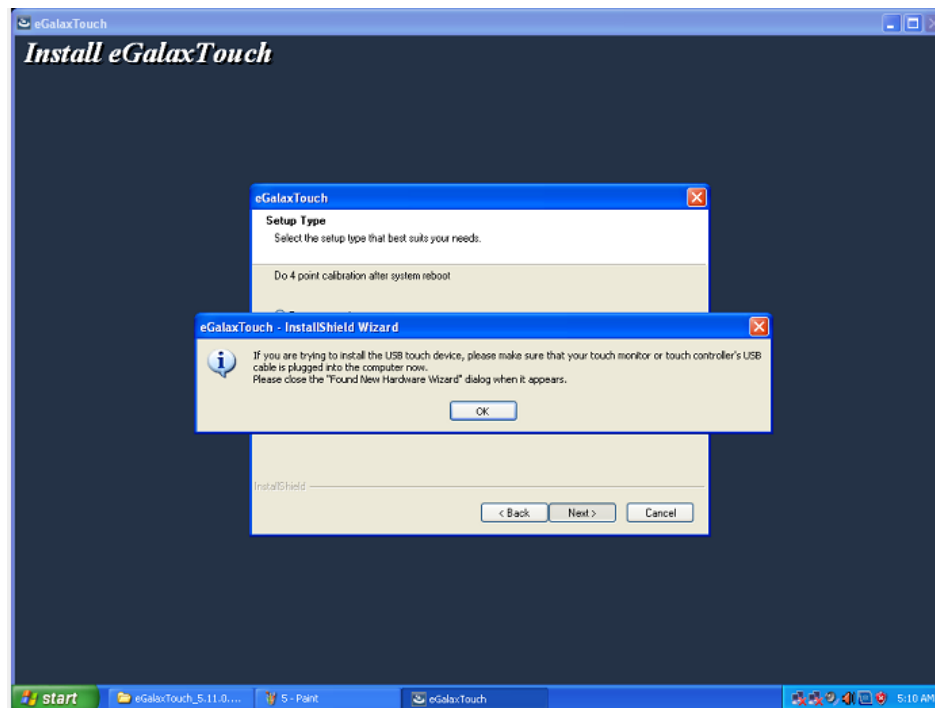 eGalaxTouch
Install eGalaxTouch
eGalaxTouch
Setup Type
Select the setup type that best suits your needs.
Do 4 point calibration after system reboot
eGalaxTouch - InstallShield Wizard
If you are trying to install the USB touch device, please make sure that your touch monitor or touch controller's USB
cable is plugged into the computer now.
Please close the "Found New Hardware Wizard" dialog when it appears.
OK
InstallShield
< Back
Next >
Cancel
start
eGalaxTouch_5.11.0....
5 - Paint
eGalaxTouch
5:10 AM